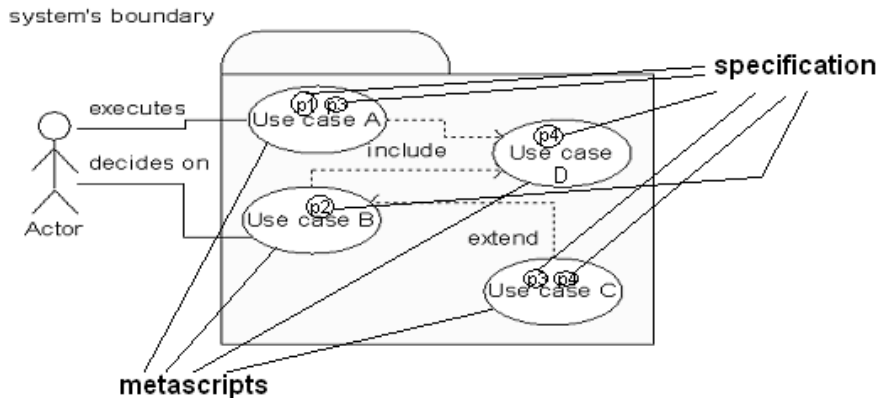 system's boundary
specification
executes
p1 p3
Use case A
p4
Use case
D
include
decides on
p2
Use case B
Actor
extend
p3 p4
Use case C
metascripts